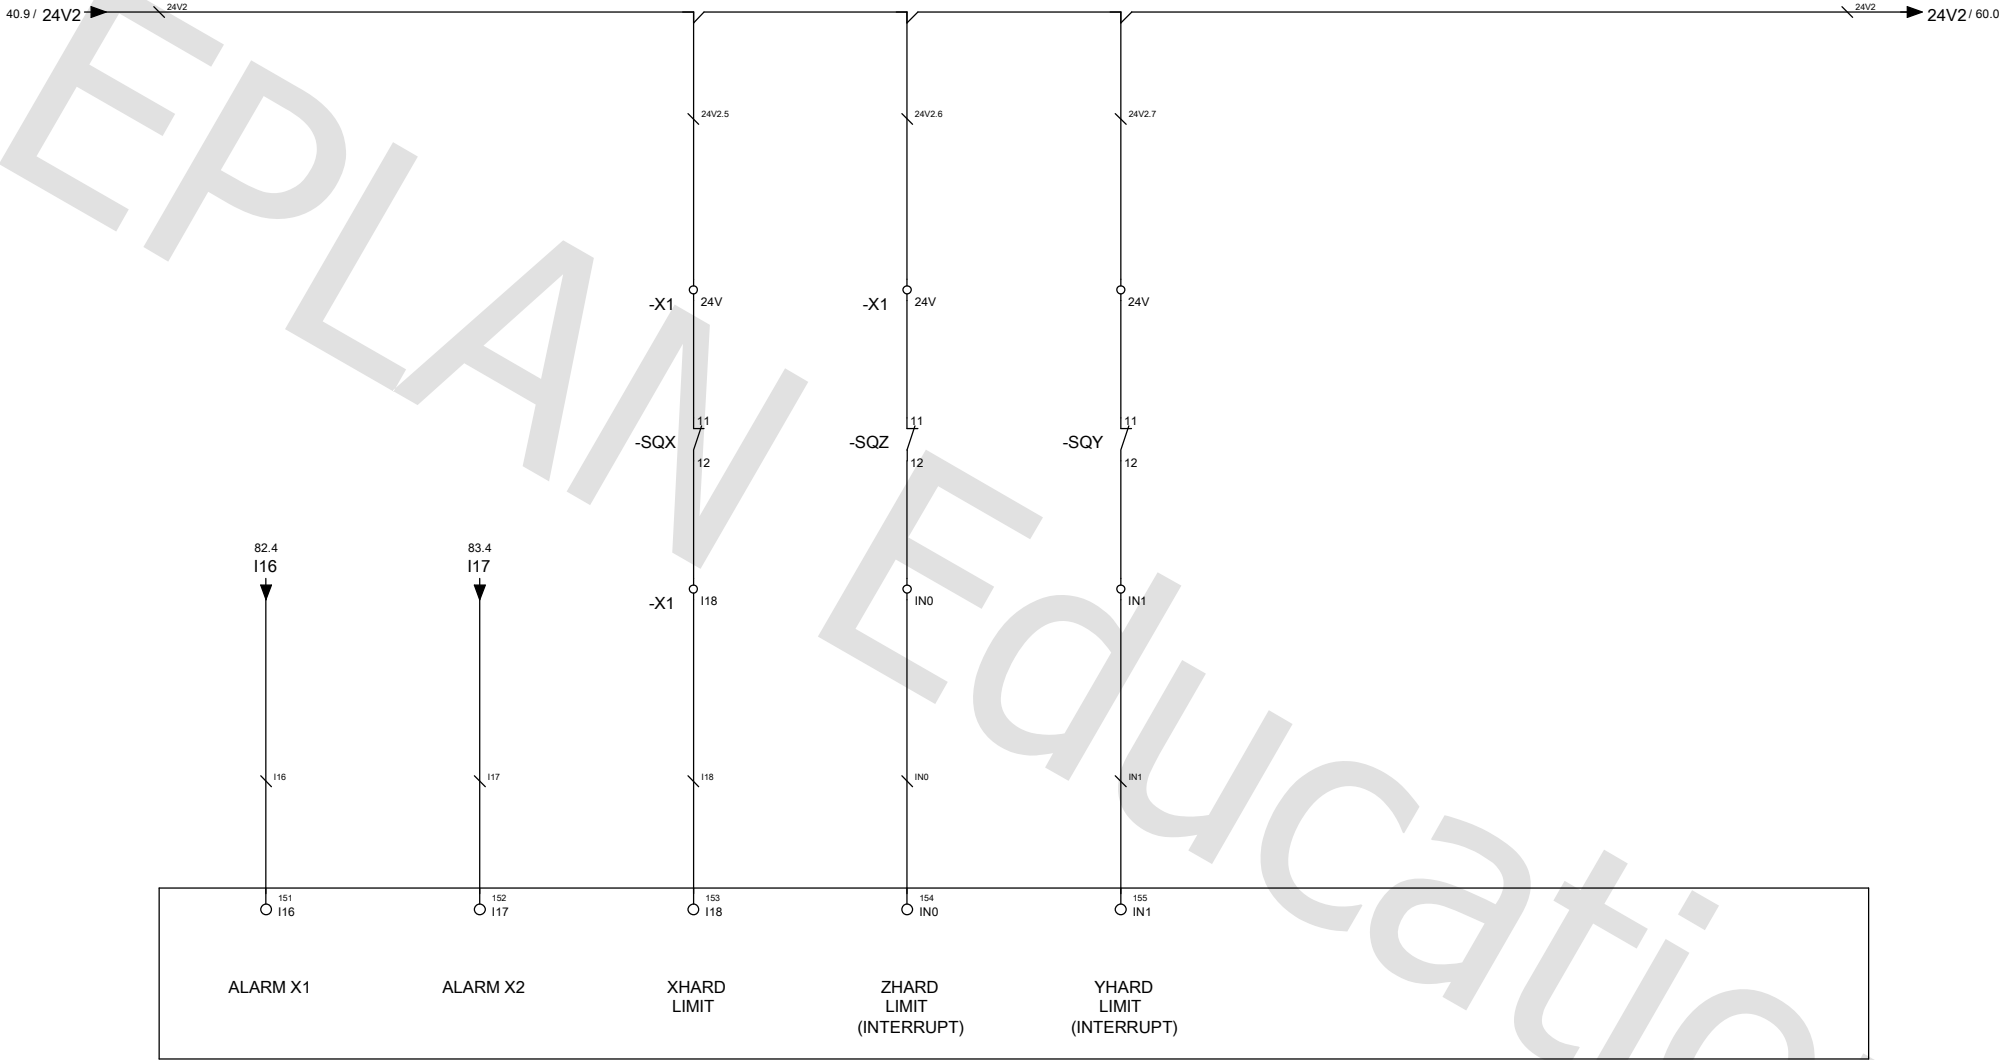 40.9 / 24V2
24V2
24V2
24V2 / 60.0
24V2.5
24V2.6
24V2.7
-X1
24V
-X1
24V
24V
-SQX
11
12
-SQZ
11
12
-SQY
11
12
82.4
I16
83.4
I17
-X1
I18
IN0
IN1
I16
I17
I18
IN0
IN1
151
I16
152
I17
153
I18
154
IN0
155
IN1
ALARM X1
ALARM X2
XHARD
LIMIT
ZHARD
LIMIT
(INTERRUPT)
YHARD
LIMIT
(INTERRUPT)
EPLAN Educatio